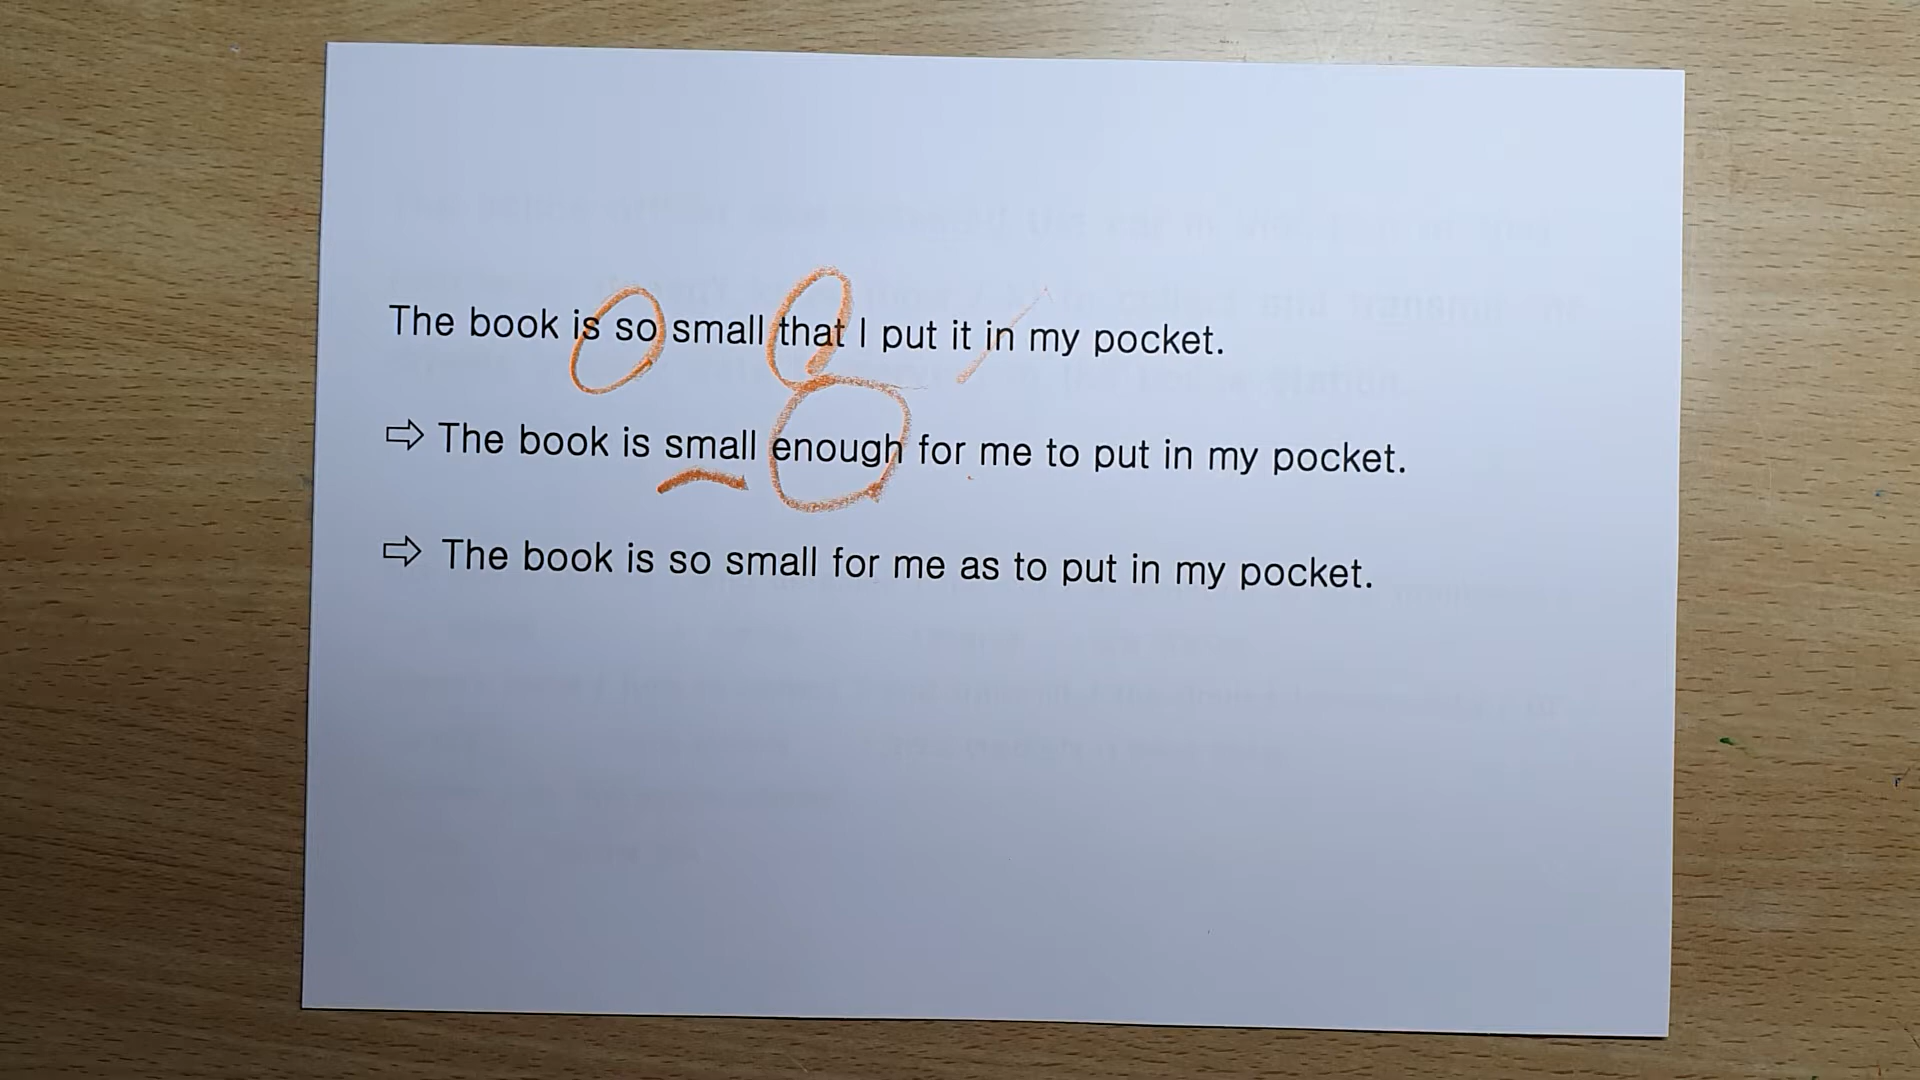 The book is so small that I put it in my pocket.
⇨ The book is small enough for me to put in my pocket.
⇨ The book is so small for me as to put in my pocket.